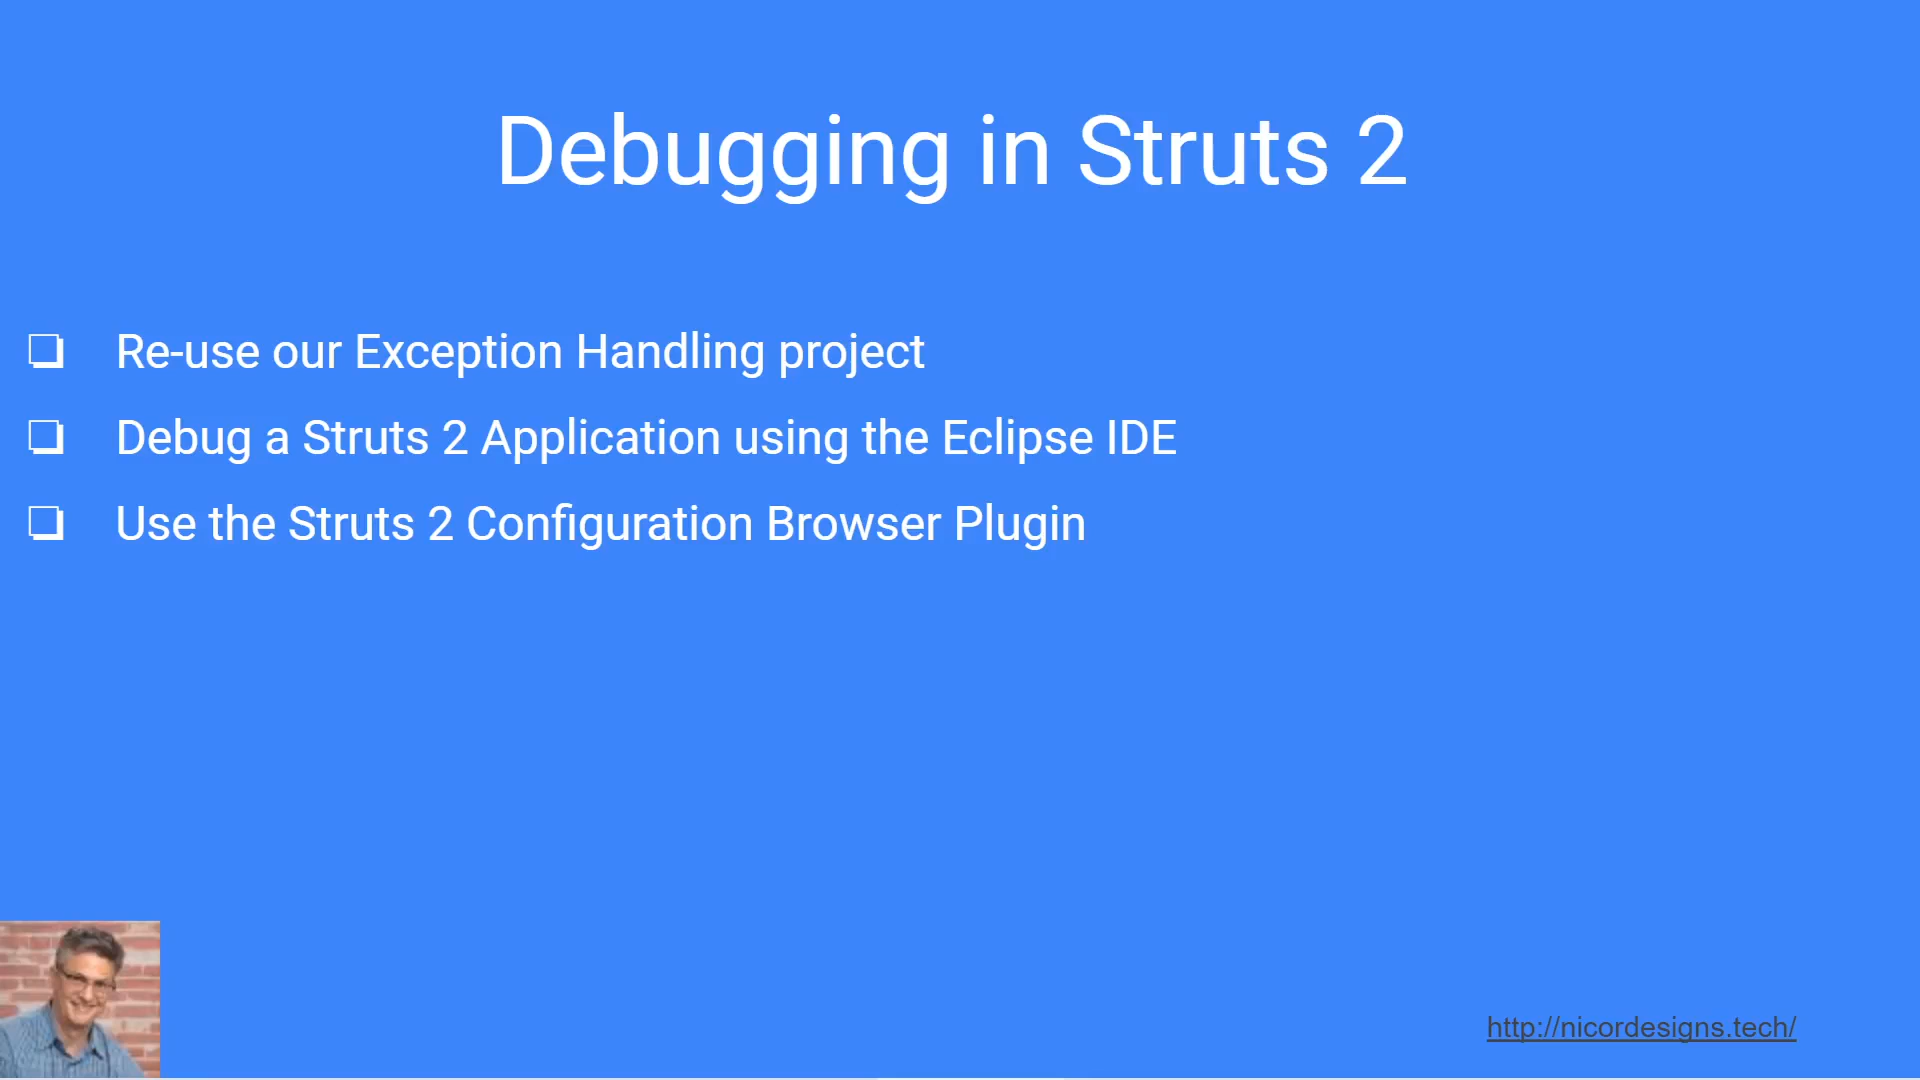 Debugging in Struts 2
❏ Re-use our Exception Handling project
❏ Debug a Struts 2 Application using the Eclipse IDE
❏ Use the Struts 2 Configuration Browser Plugin
http://nicordesigns.tech/